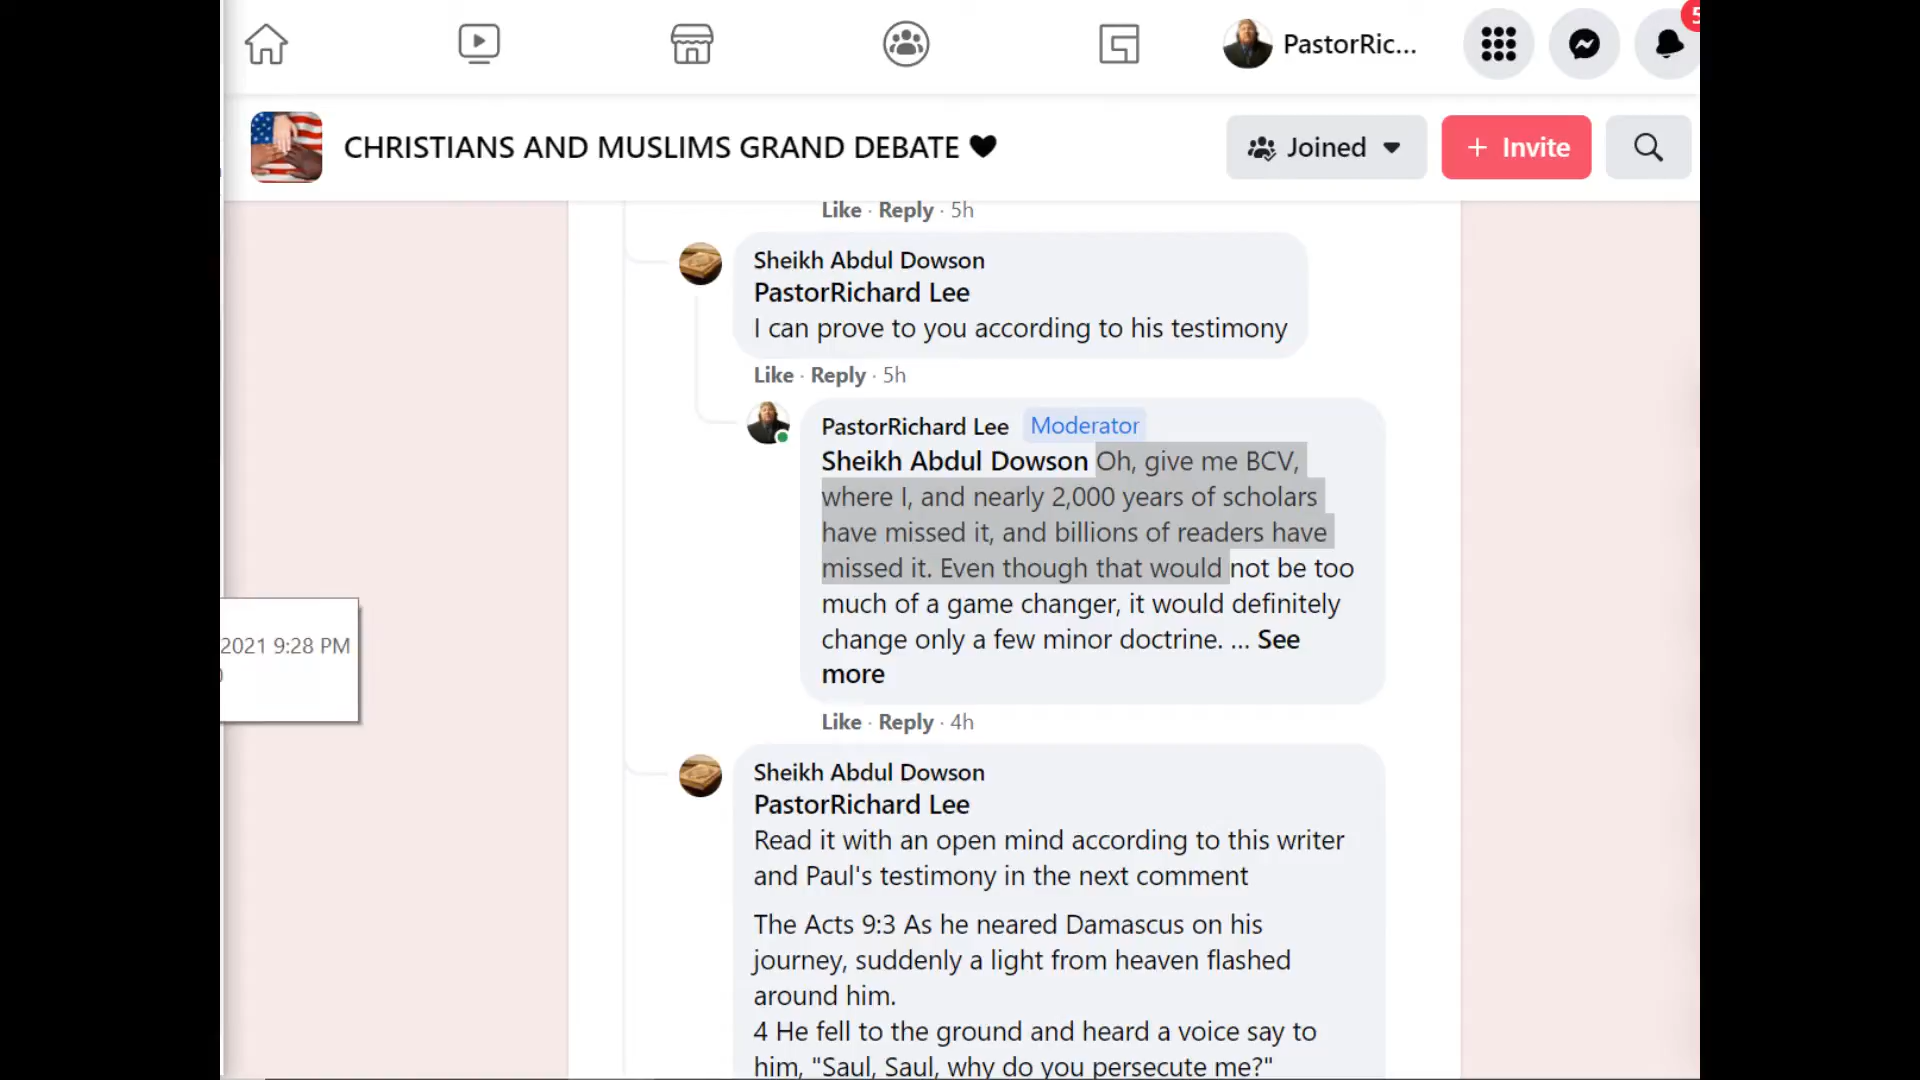 PastorRic...
5
CHRISTIANS AND MUSLIMS GRAND DEBATE 🖤
Joined
+ Invite
Like · Reply · 5h
Sheikh Abdul Dowson
PastorRichard Lee
I can prove to you according to his testimony
Like · Reply · 5h
PastorRichard Lee Moderator
Sheikh Abdul Dowson Oh, give me BCV,
where I, and nearly 2,000 years of scholars
have missed it, and billions of readers have
missed it. Even though that would not be too
much of a game changer, it would definitely
change only a few minor doctrine. ... See
more
2021 9:28 PM
Like · Reply · 4h
Sheikh Abdul Dowson
PastorRichard Lee
Read it with an open mind according to this writer
and Paul's testimony in the next comment
The Acts 9:3 As he neared Damascus on his
journey, suddenly a light from heaven flashed
around him.
4 He fell to the ground and heard a voice say to
him, "Saul, Saul, why do you persecute me?"